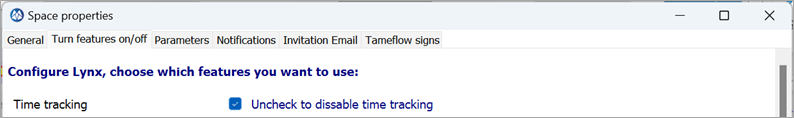 Space properties
General Turn features on/off Parameters Notifications Invitation Email Tameflow signs
Configure Lynx, choose which features you want to use:
Time tracking Uncheck to dissable time tracking